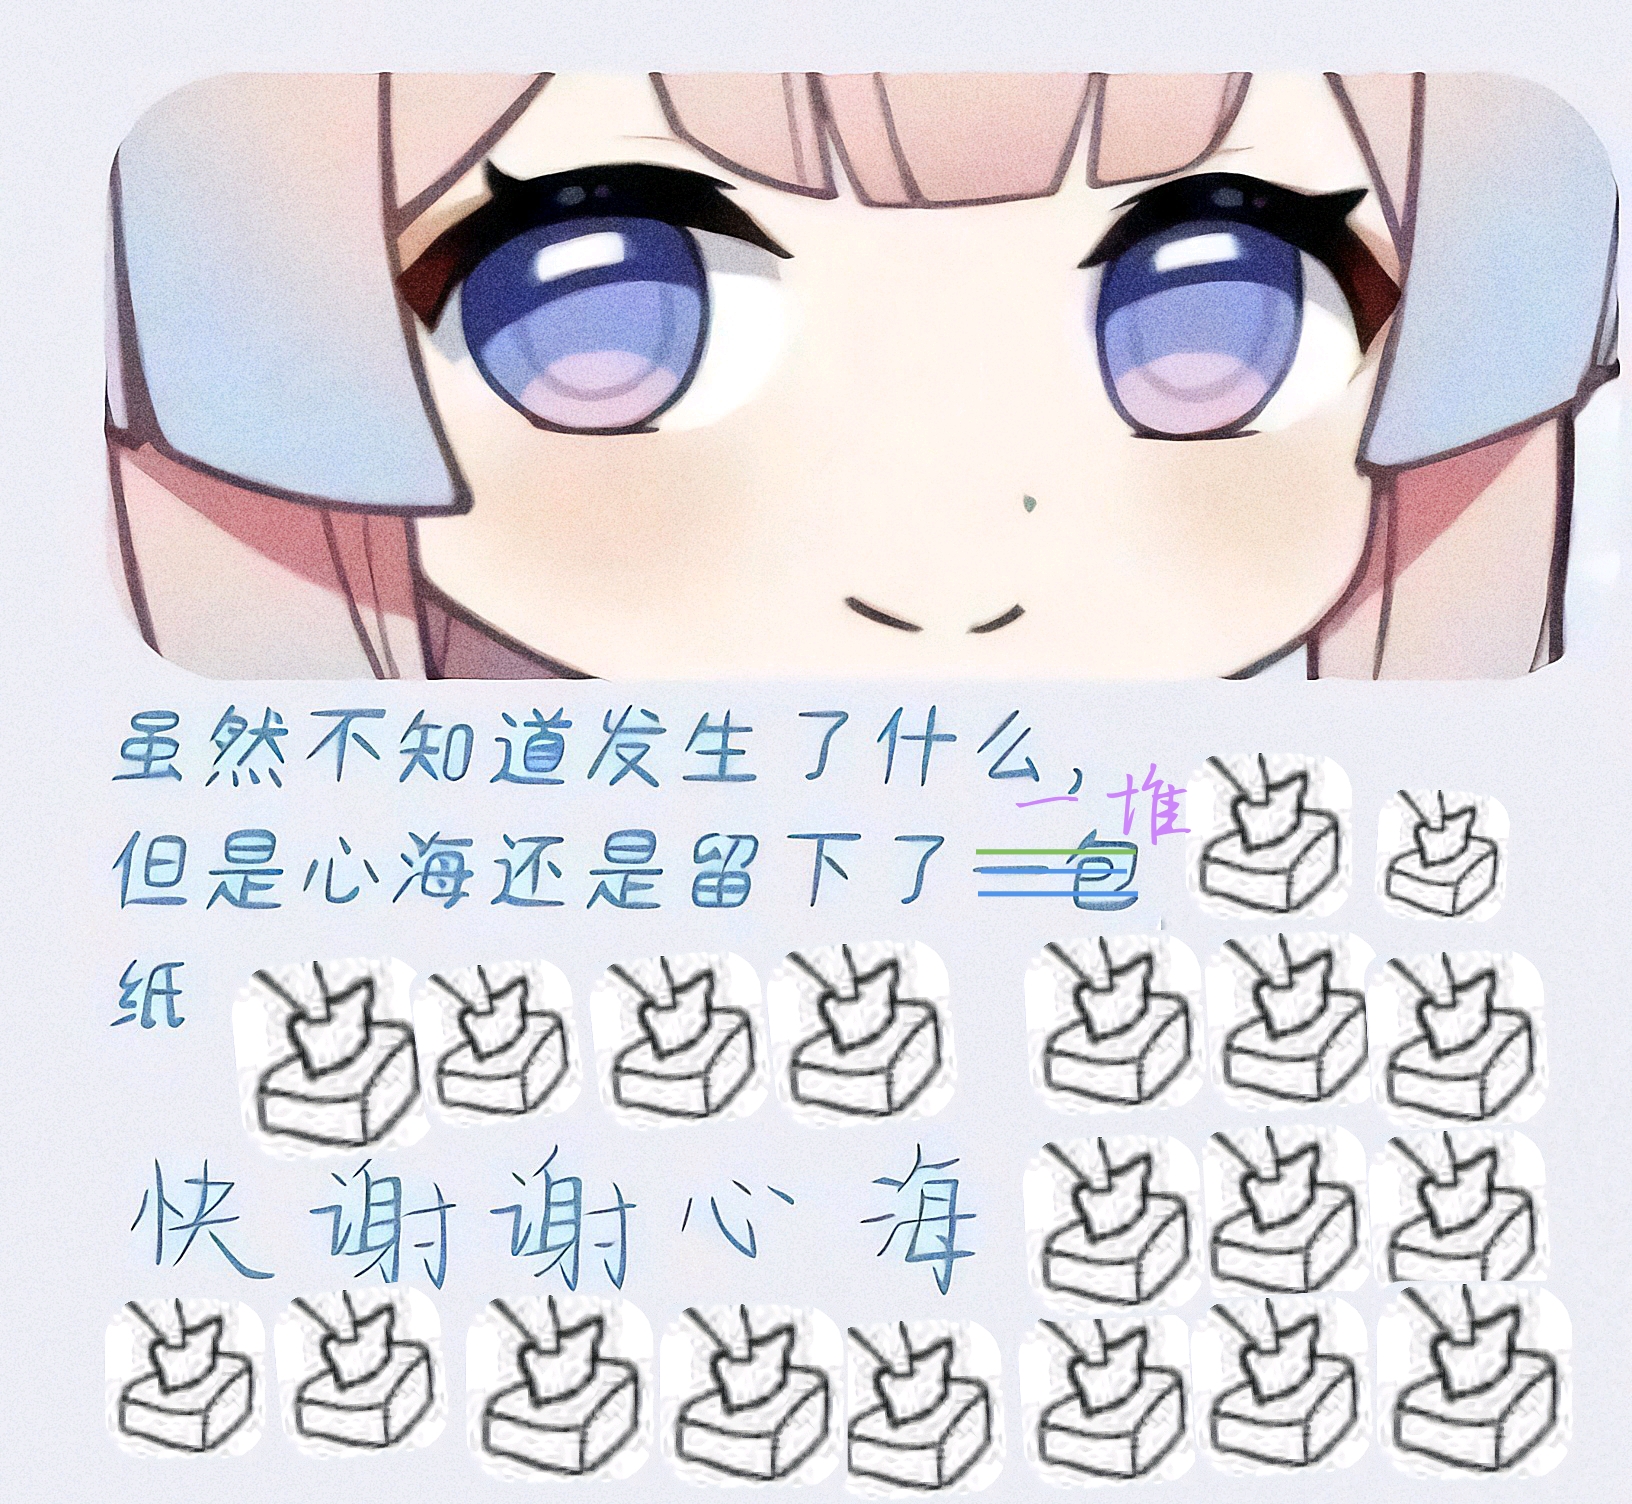 虽然不知道发生了什么,
一堆
但是心海还是留下了一包
纸
快谢谢心海